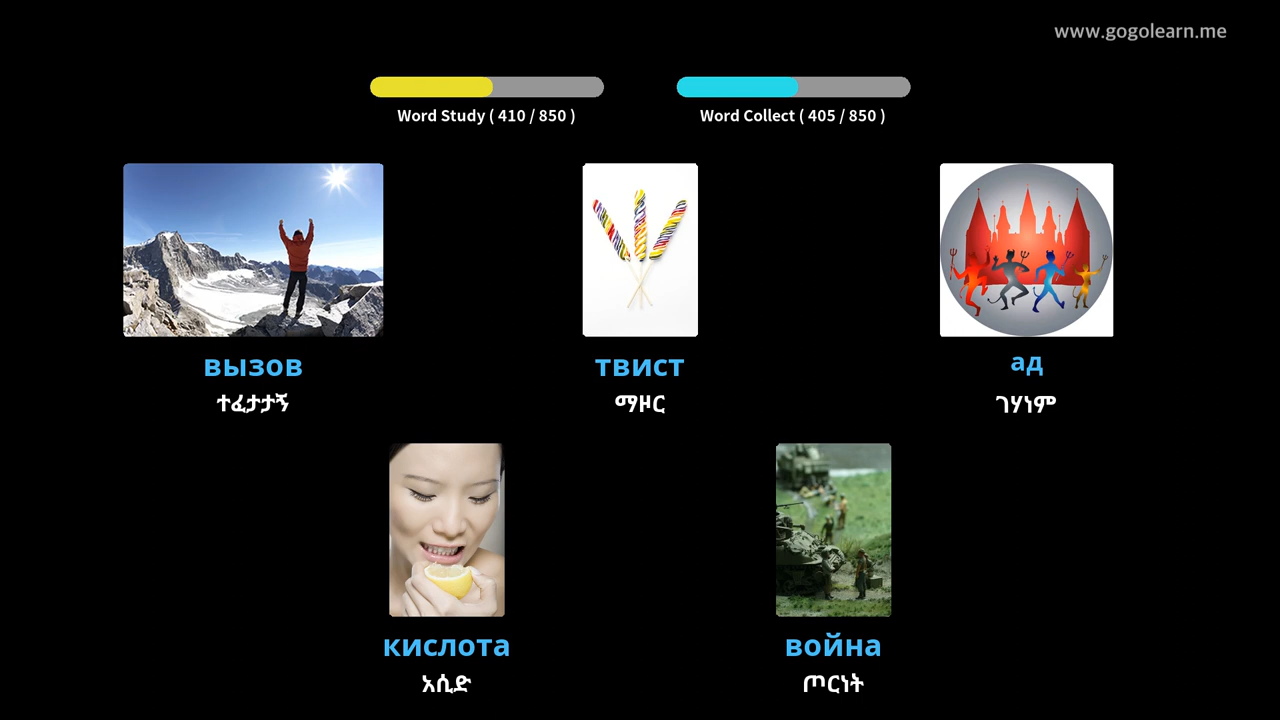 www.gogolearn.me
Word Study ( 410 / 850 )
Word Collect ( 405 / 850 )
вызов
ተፈታታኝ
твист
ማዞር
ад
ገሃነም
кислота
አሲድ
война
ጦርነት